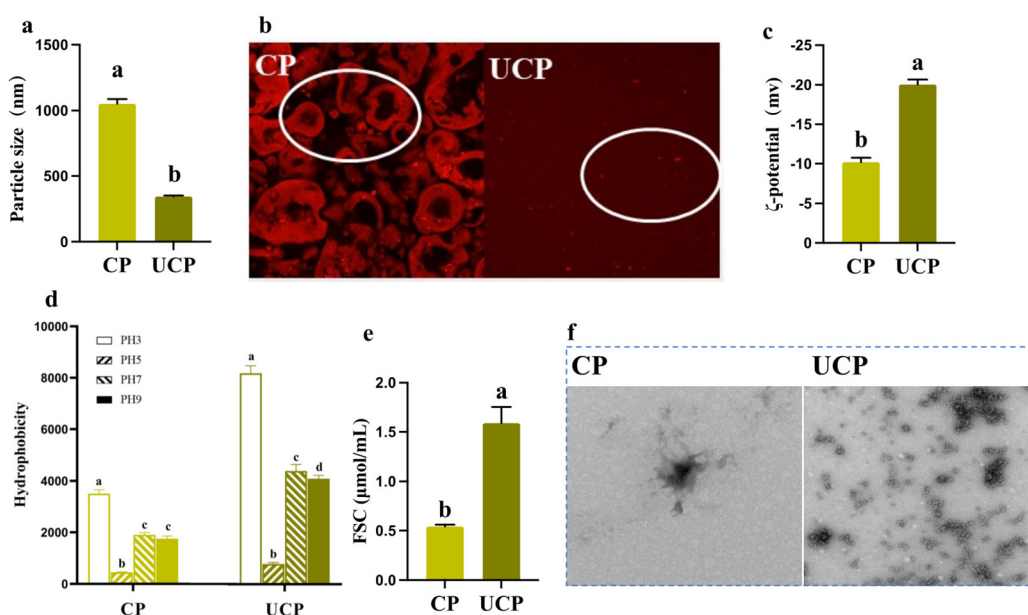 a
Particle size (nm)
1500
1000
500
0
a
b
CP
UCP
b
CP
UCP
c
ζ-potential (mv)
-25
-20
-15
-10
-5
0
b
a
CP
UCP
d
Hydrophobicity
10000
8000
6000
4000
2000
0
PH3
PH5
PH7
PH9
a
b
c
c
a
b
c
d
CP
UCP
e
FSC (μmol/mL)
2.0
1.5
1.0
0.5
0.0
b
a
CP
UCP
f
CP
UCP